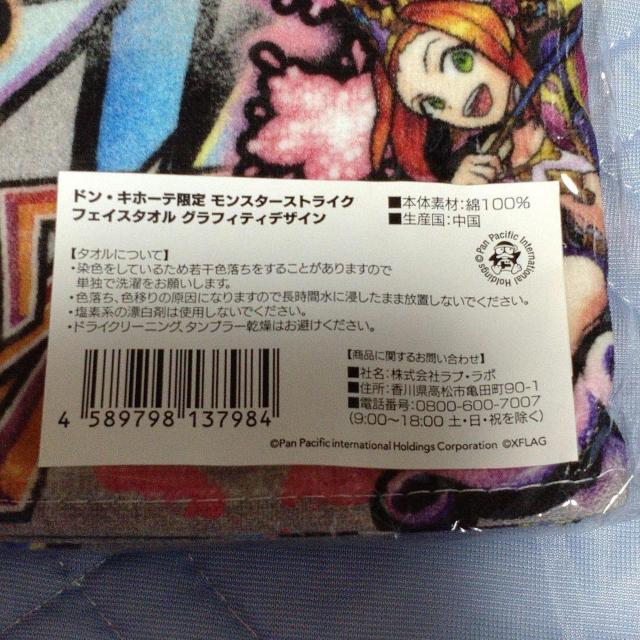 ドン・キホーテ限定 モンスターストライク
フェイスタオル グラフィティデザイン
■本体素材:綿100%
■生産国:中国
©Pan Pacific International Holdings
【タオルについて】
・染色をしているため若干色落ちをすることがありますので
単独で洗濯をお願いします。
・色落ち、色移りの原因になりますので長時間水に浸したまま放置しないでください。
・塩素系の漂白剤は使用しないでください。
・ドライクリーニング、タンブラー乾燥はお避けください。
4 589798 137984
【商品に関するお問い合わせ】
■社名:株式会社ラブ・ラボ
■住所:香川県高松市亀田町90-1
■電話番号:0800-600-7007
(9:00〜18:00 土・日・祝を除く)
©Pan Pacific international Holdings Corporation ©XFLAG